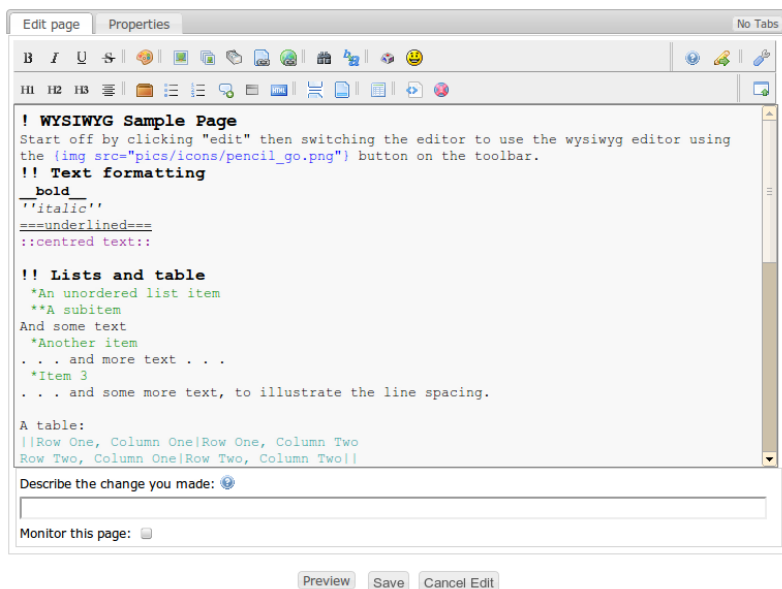 Edit page Properties No Tabs
B I U S
H1 H2 H3 HTML
! WYSIWYG Sample Page
Start off by clicking "edit" then switching the editor to use the wysiwyg editor using
the {img src="pics/icons/pencil_go.png"} button on the toolbar.
!! Text formatting
__bold__
''italic''
===underlined===
::centred text::
!! Lists and table
*An unordered list item
**A subitem
And some text
*Another item
. . . and more text . . .
*Item 3
. . . and some more text, to illustrate the line spacing.
A table:
||Row One, Column One|Row One, Column Two
Row Two, Column One|Row Two, Column Two||
Describe the change you made:
Monitor this page:
Preview Save Cancel Edit